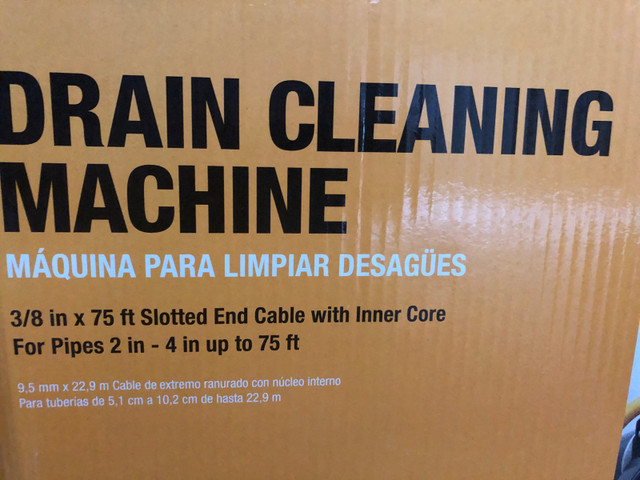 DRAIN CLEANING
MACHINE
MÁQUINA PARA LIMPIAR DESAGÜES
3/8 in x 75 ft Slotted End Cable with Inner Core
For Pipes 2 in - 4 in up to 75 ft
9,5 mm x 22,9 m Cable de extremo ranurado con núcleo interno
Para tuberias de 5,1 cm a 10,2 cm de hasta 22,9 m